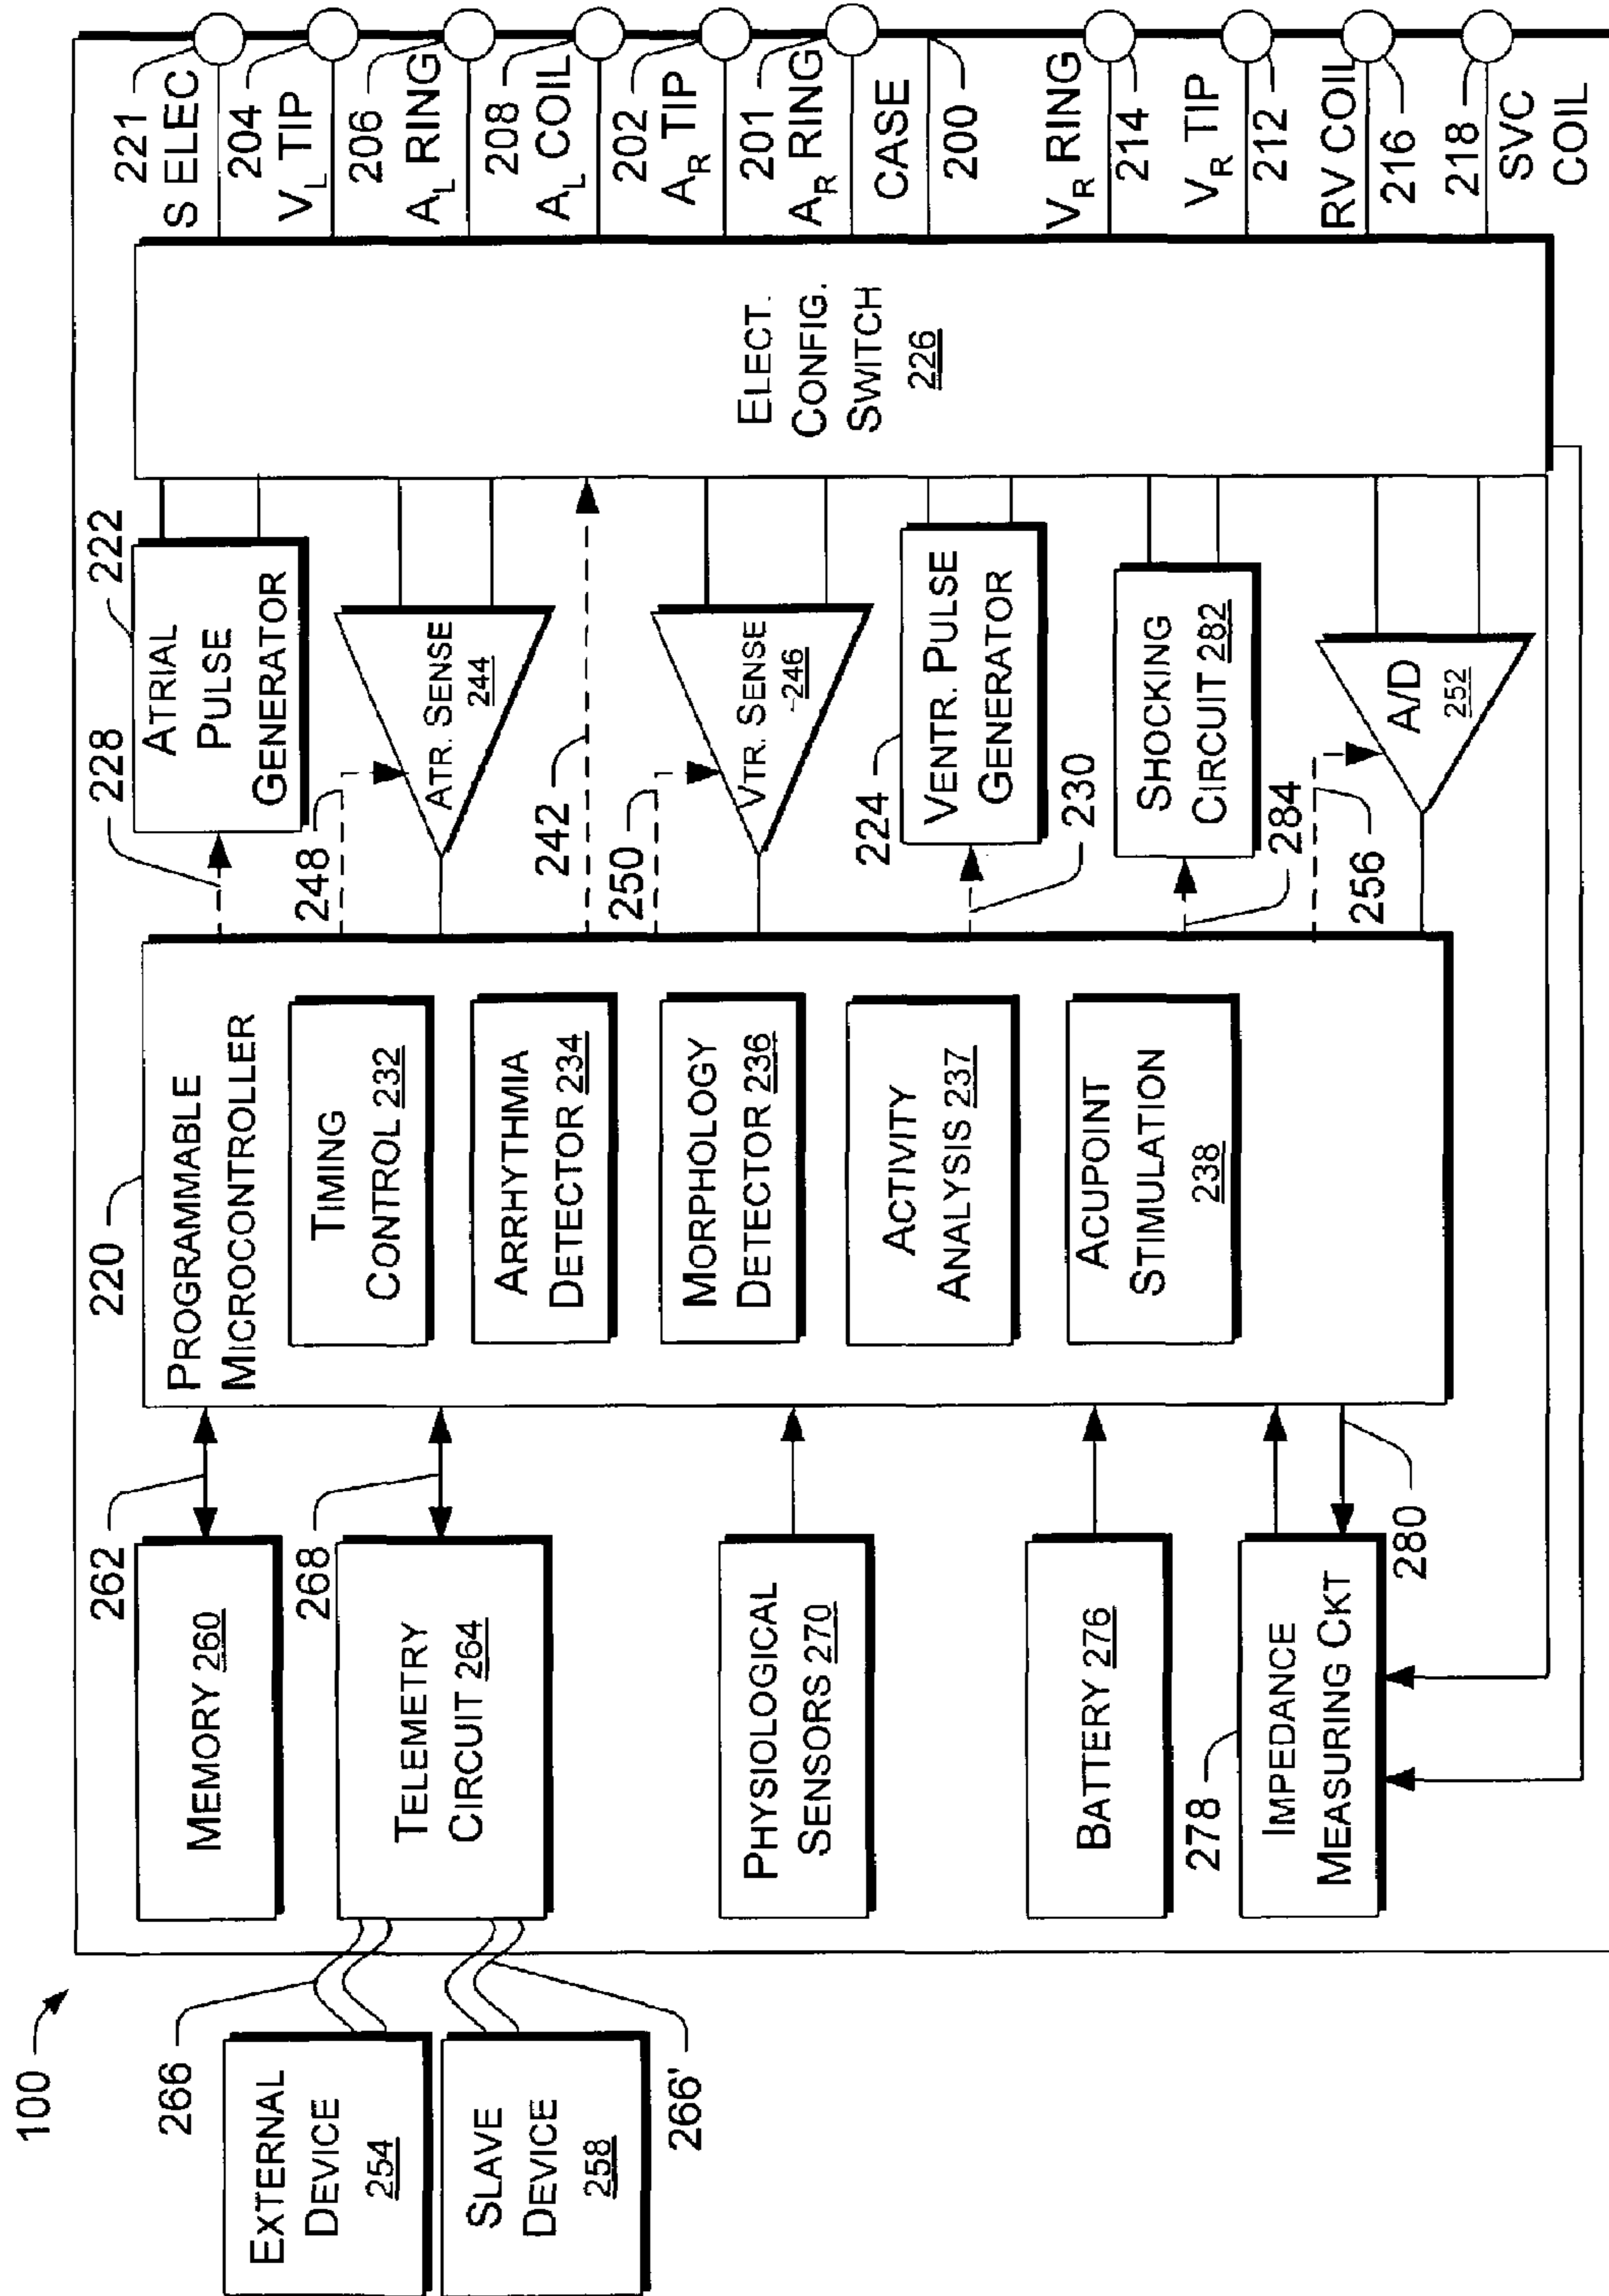 100
EXTERNAL
DEVICE
254
SLAVE
DEVICE
258
266
266'
262
MEMORY 260
268
TELEMETRY
CIRCUIT 264
PHYSIOLOGICAL
SENSORS 270
BATTERY 276
278
IMPEDANCE
MEASURING CKT
280
220
PROGRAMMABLE
MICROCONTROLLER
TIMING
CONTROL 232
ARRHYTHMIA
DETECTOR 234
MORPHOLOGY
DETECTOR 236
ACTIVITY
ANALYSIS 237
ACUPOINT
STIMULATION
238
228
222
ATRIAL
PULSE
GENERATOR
248
ATR. SENSE
244
242
250
VTR. SENSE
246
224
VENTR. PULSE
GENERATOR
230
SHOCKING
CIRCUIT 282
284
256
A/D
252
ELECT.
CONFIG.
SWITCH
226
221
S ELEC
204
VL TIP
206
AL RING
208
AL COIL
202
AR TIP
201
AR RING
CASE
200
VR RING
214
VR TIP
212
RV COIL
216
218
SVC
COIL